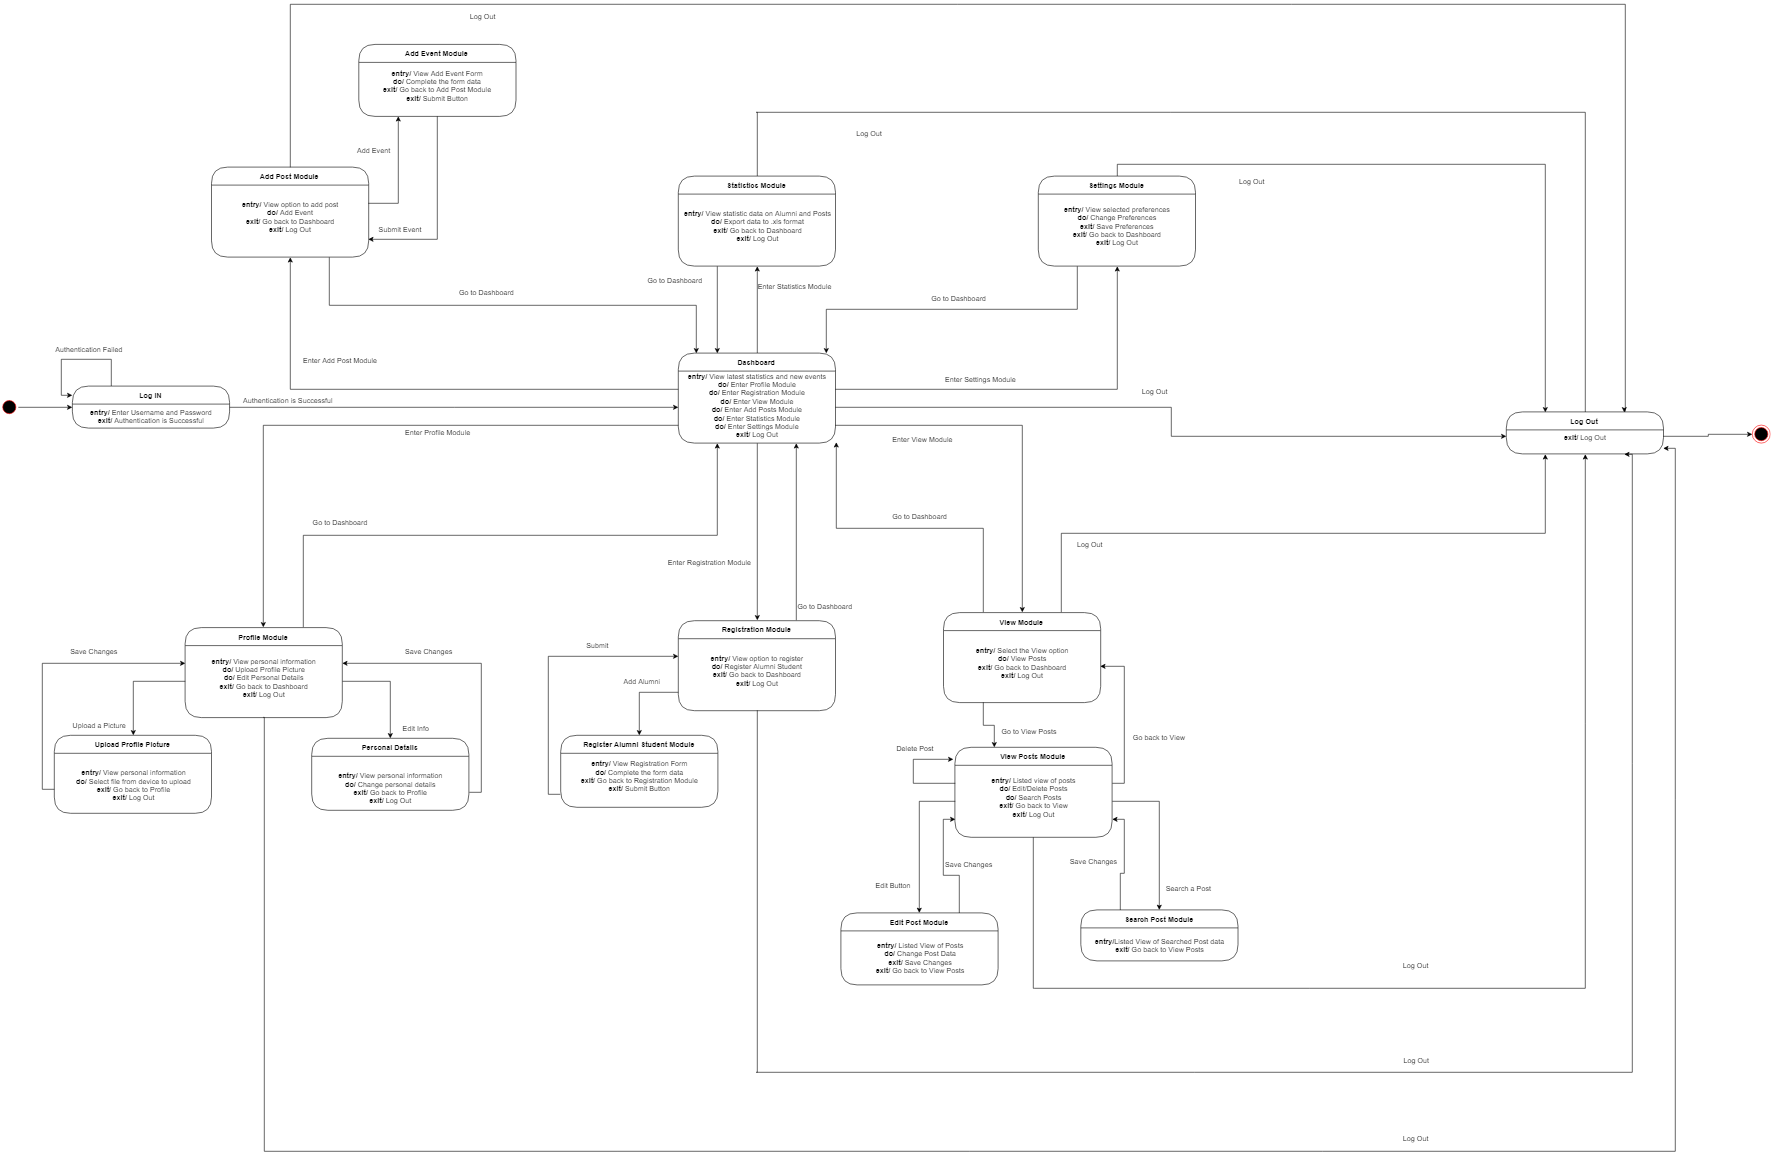 Log Out
Add Event Module
entry/ View Add Event Form
do/ Complete the form data
exit/ Go back to Add Post Module
exit/ Submit Button
Log Out
Add Event
Add Post Module
entry/ View option to add post
do/ Add Event
exit/ Go back to Dashboard
exit/ Log Out
Submit Event
Statistics Module
entry/ View statistic data on Alumni and Posts
do/ Export data to .xls format
exit/ Go back to Dashboard
exit/ Log Out
Settings Module
entry/ View selected preferences
do/ Change Preferences
exit/ Save Preferences
exit/ Go back to Dashboard
exit/ Log Out
Log Out
Go to Dashboard
Go to Dashboard
Enter Statistics Module
Go to Dashboard
Authentication Failed
Enter Add Post Module
Log IN
entry/ Enter Username and Password
exit/ Authentication is Successful
Authentication is Successful
Dashboard
entry/ View latest statistics and new events
do/ Enter Profile Module
do/ Enter Registration Module
do/ Enter View Module
do/ Enter Add Posts Module
do/ Enter Statistics Module
do/ Enter Settings Module
exit/ Log Out
Enter Settings Module
Log Out
Log Out
exit/ Log Out
Enter Profile Module
Enter View Module
Go to Dashboard
Go to Dashboard
Log Out
Enter Registration Module
Go to Dashboard
Save Changes
Profile Module
entry/ View personal information
do/ Upload Profile Picture
do/ Edit Personal Details
exit/ Go back to Dashboard
exit/ Log Out
Save Changes
Submit
Registration Module
entry/ View option to register
do/ Register Alumni Student
exit/ Go back to Dashboard
exit/ Log Out
Add Alumni
View Module
entry/ Select the View option
do/ View Posts
exit/ Go back to Dashboard
exit/ Log Out
Upload a Picture
Edit Info
Go to View Posts
Go back to View
Upload Profile Picture
entry/ View personal information
do/ Select file from device to upload
exit/ Go back to Profile
exit/ Log Out
Personal Details
entry/ View personal information
do/ Change personal details
exit/ Go back to Profile
exit/ Log Out
Register Alumni Student Module
entry/ View Registration Form
do/ Complete the form data
exit/ Go back to Registration Module
exit/ Submit Button
Delete Post
View Posts Module
entry/ Listed view of posts
do/ Edit/Delete Posts
do/ Search Posts
exit/ Go back to View
exit/ Log Out
Save Changes
Save Changes
Edit Button
Search a Post
Edit Post Module
entry/ Listed View of Posts
do/ Change Post Data
exit/ Save Changes
exit/ Go back to View Posts
Search Post Module
entry/Listed View of Searched Post data
exit/ Go back to View Posts
Log Out
Log Out
Log Out